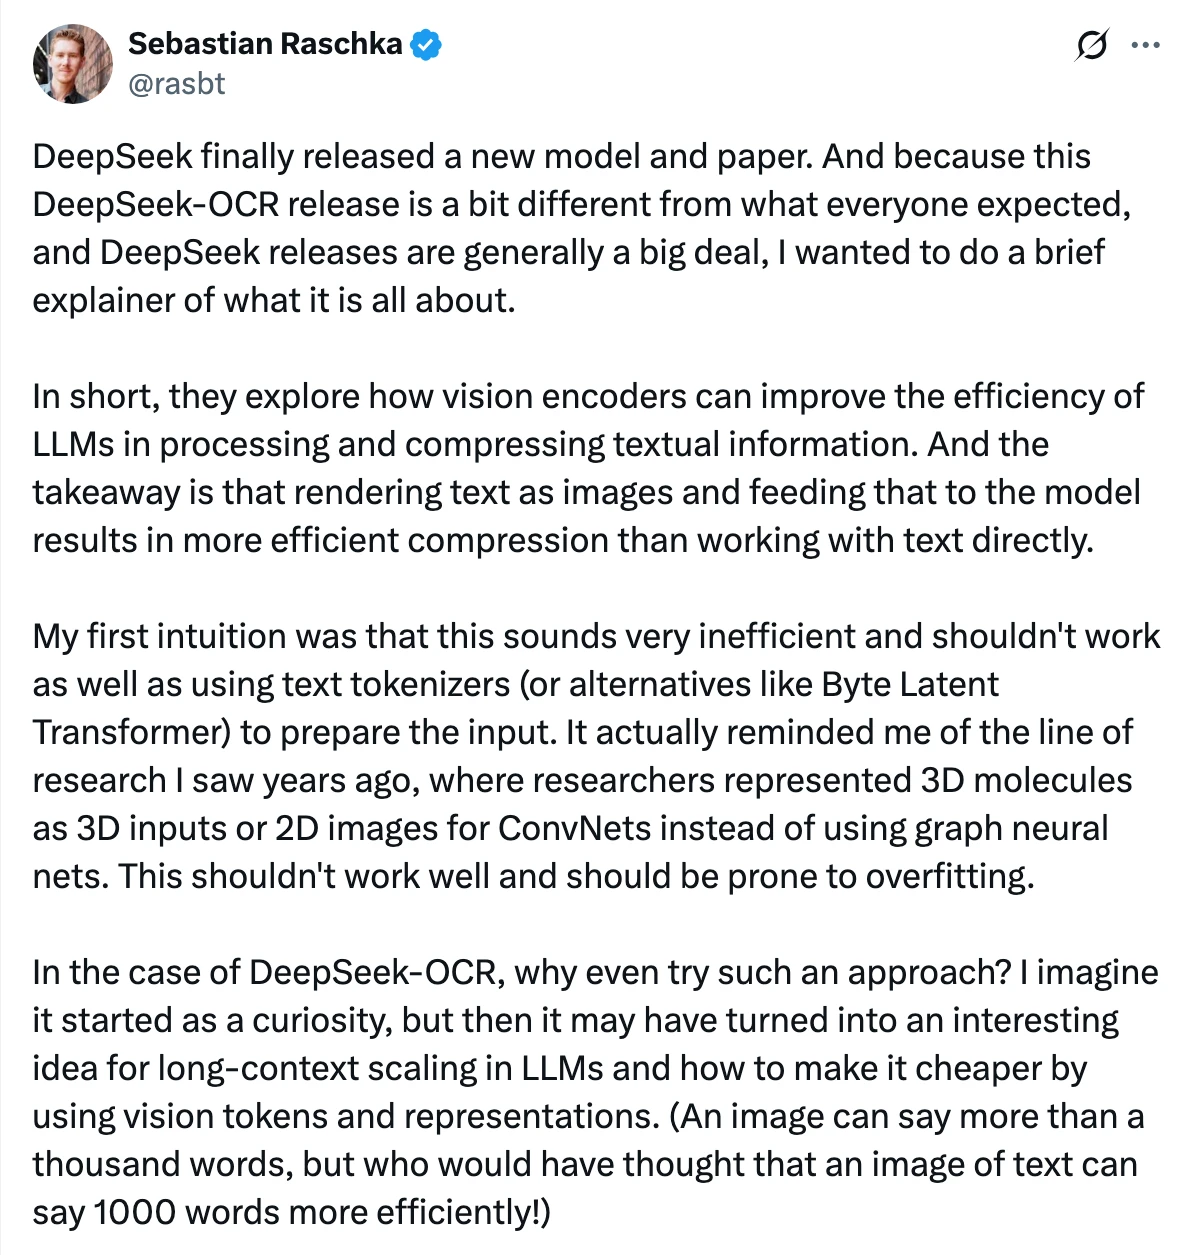 Sebastian Raschka
@rasbt
DeepSeek finally released a new model and paper. And because this
DeepSeek-OCR release is a bit different from what everyone expected,
and DeepSeek releases are generally a big deal, I wanted to do a brief
explainer of what it is all about.
In short, they explore how vision encoders can improve the efficiency of
LLMs in processing and compressing textual information. And the
takeaway is that rendering text as images and feeding that to the model
results in more efficient compression than working with text directly.
My first intuition was that this sounds very inefficient and shouldn't work
as well as using text tokenizers (or alternatives like Byte Latent
Transformer) to prepare the input. It actually reminded me of the line of
research I saw years ago, where researchers represented 3D molecules
as 3D inputs or 2D images for ConvNets instead of using graph neural
nets. This shouldn't work well and should be prone to overfitting.
In the case of DeepSeek-OCR, why even try such an approach? I imagine
it started as a curiosity, but then it may have turned into an interesting
idea for long-context scaling in LLMs and how to make it cheaper by
using vision tokens and representations. (An image can say more than a
thousand words, but who would have thought that an image of text can
say 1000 words more efficiently!)